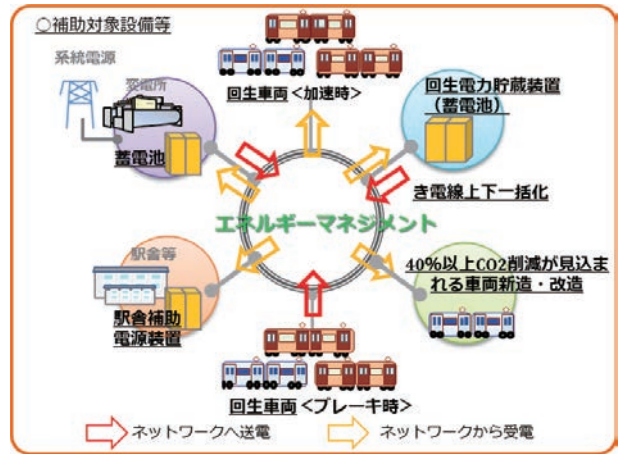 ○補助対象設備等
系統電源
変電所
蓄電池
回生車両<加速時>
回生電力貯蔵装置
(蓄電池)
き電線上下一括化
エネルギーマネジメント
駅舎等
駅舎補助
電源装置
40%以上CO2削減が見込ま
れる車両新造・改造
回生車両<ブレーキ時>
ネットワークへ送電
ネットワークから受電